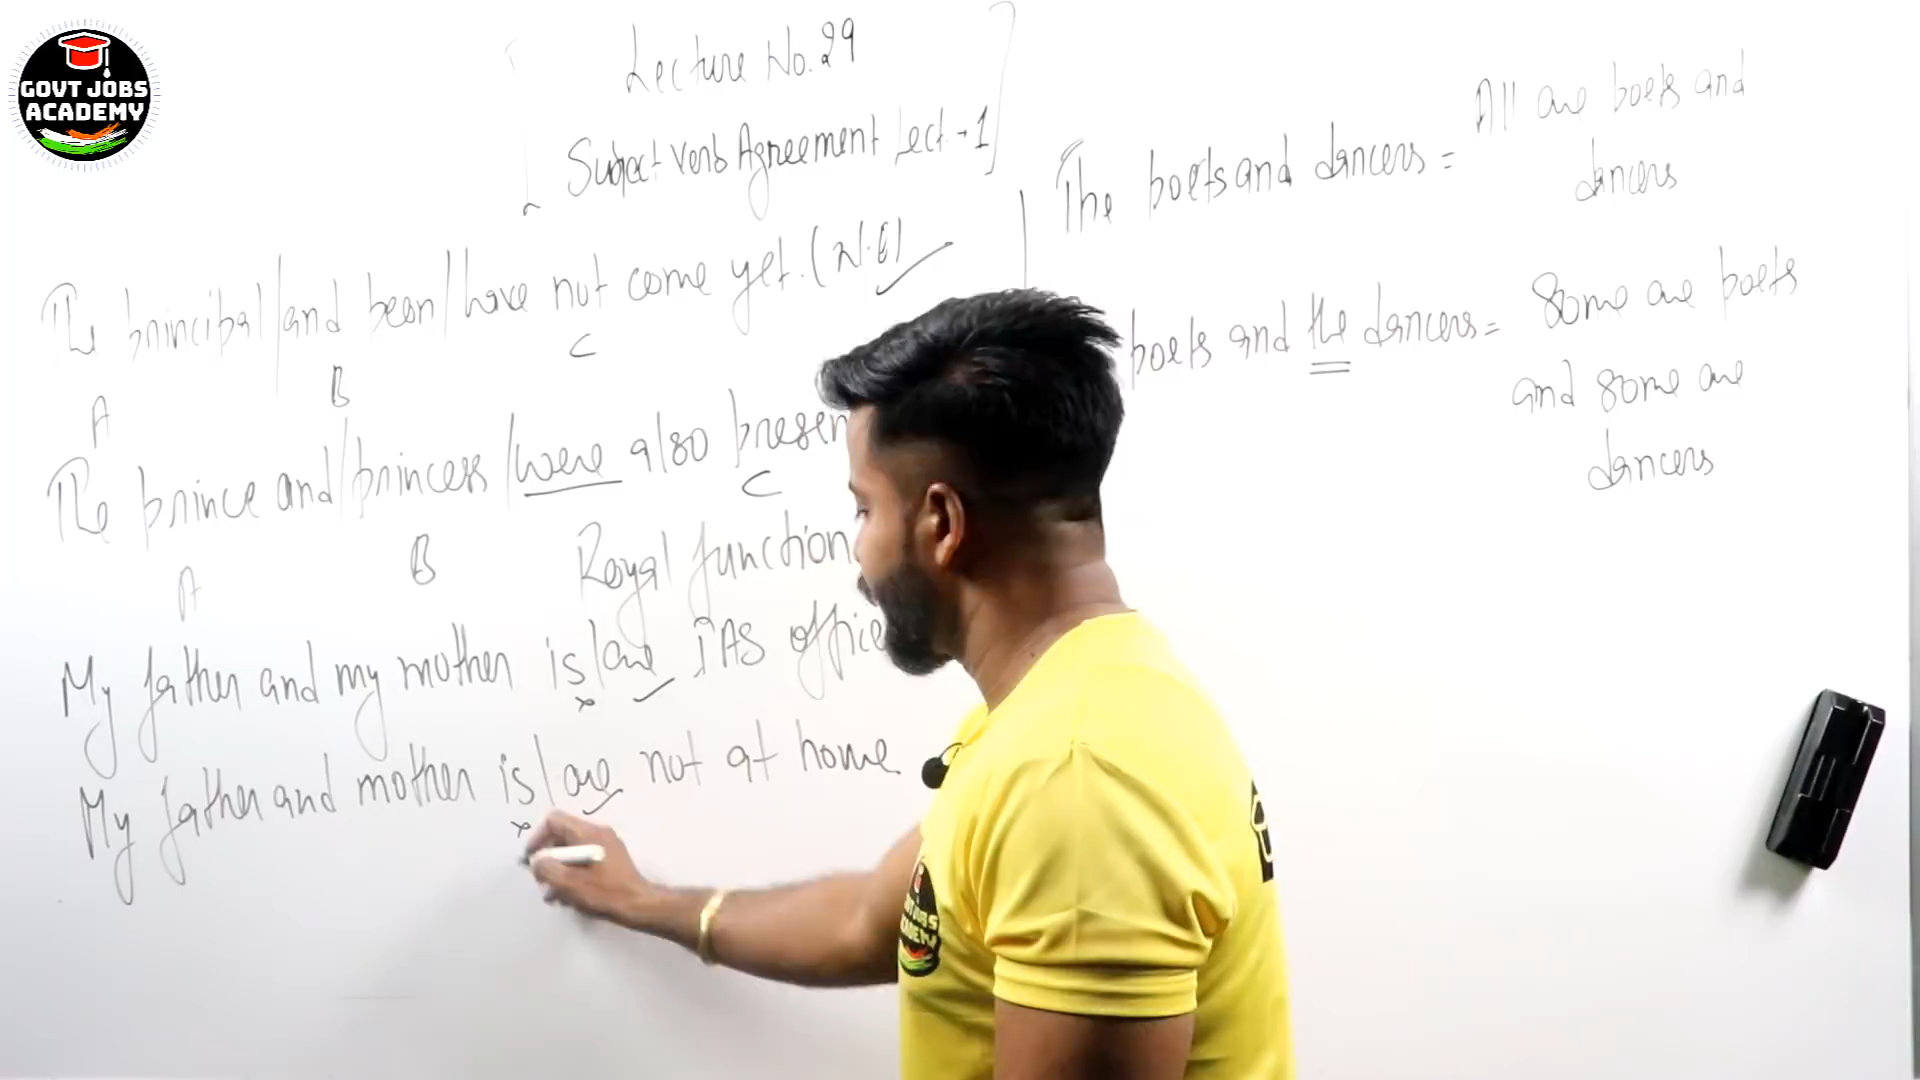 GOVT JOBS
ACADEMY
Lecture No. 29
Subject verb Agreement Lect. - 1
The principal / and dean / have not come yet. (N.E)
A B C
The prince and / princess / were also presen
A B C
Royal function
My father and my mother is / are IAS office
My father and mother is / are not at home
The poets and dancers = All are poets and
dancers
poets and the dancers = Some are poets
and some are
dancers